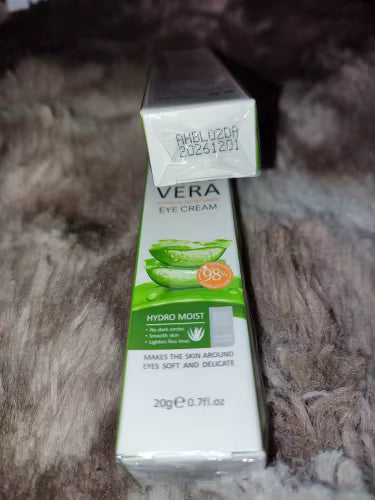 AHBL02DA
20261201
VERA
EYE CREAM
98%
HYDRO MOIST
• No dark circles
• Smooth skin
• Lighten fine lines
MAKES THE SKIN AROUND
EYES SOFT AND DELICATE
20g℮0.7fl.oz